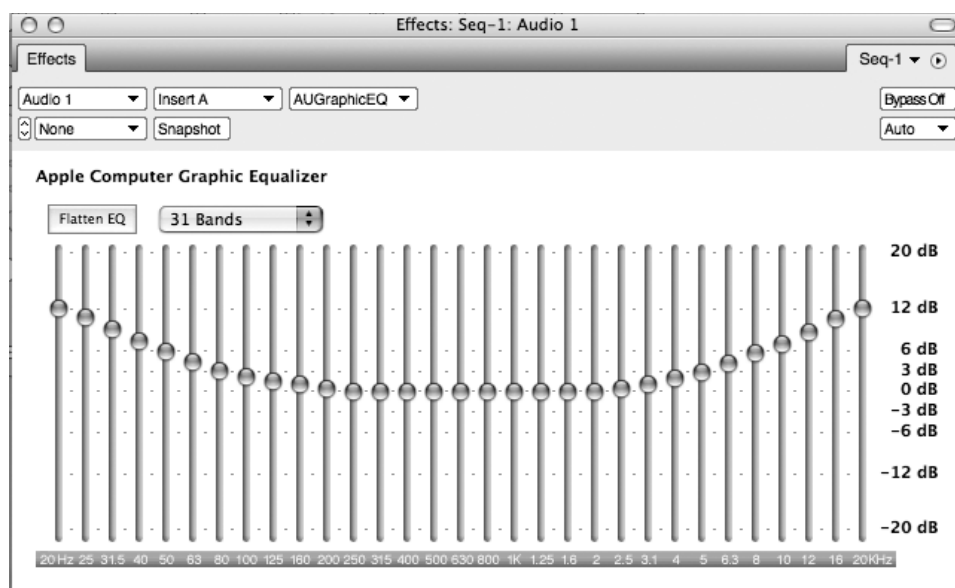 Effects: Seq-1: Audio 1
Effects
Seq-1
Audio 1
Insert A
AUGraphicEQ
Bypass Off
None
Snapshot
Auto
Apple Computer Graphic Equalizer
Flatten EQ
31 Bands
20 dB
12 dB
6 dB
3 dB
0 dB
-3 dB
-6 dB
-12 dB
-20 dB
20 Hz 25 31.5 40 50 63 80 100 125 160 200 250 315 400 500 630 800 1K 1.25 1.6 2 2.5 3.1 4 5 6.3 8 10 12 16 20KHz